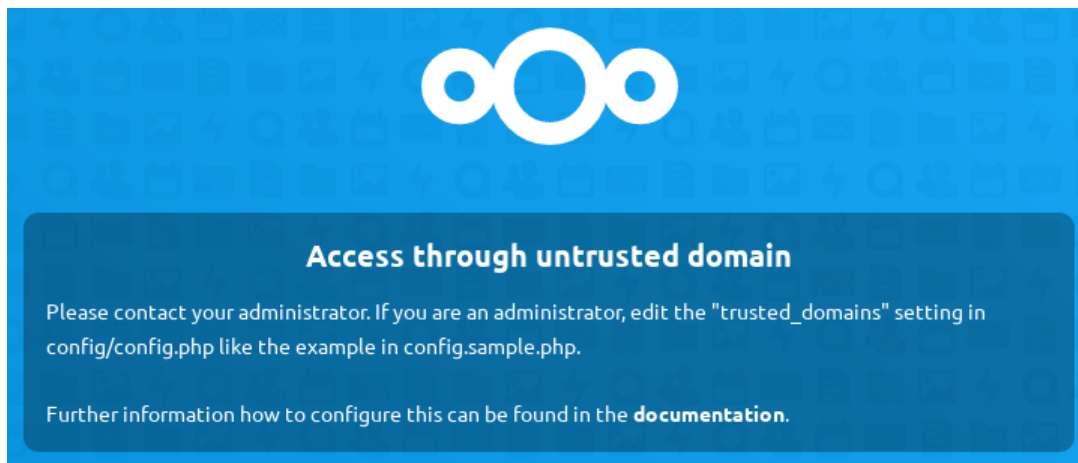 Access through untrusted domain
Please contact your administrator. If you are an administrator, edit the "trusted_domains" setting in
config/config.php like the example in config.sample.php.
Further information how to configure this can be found in the documentation.